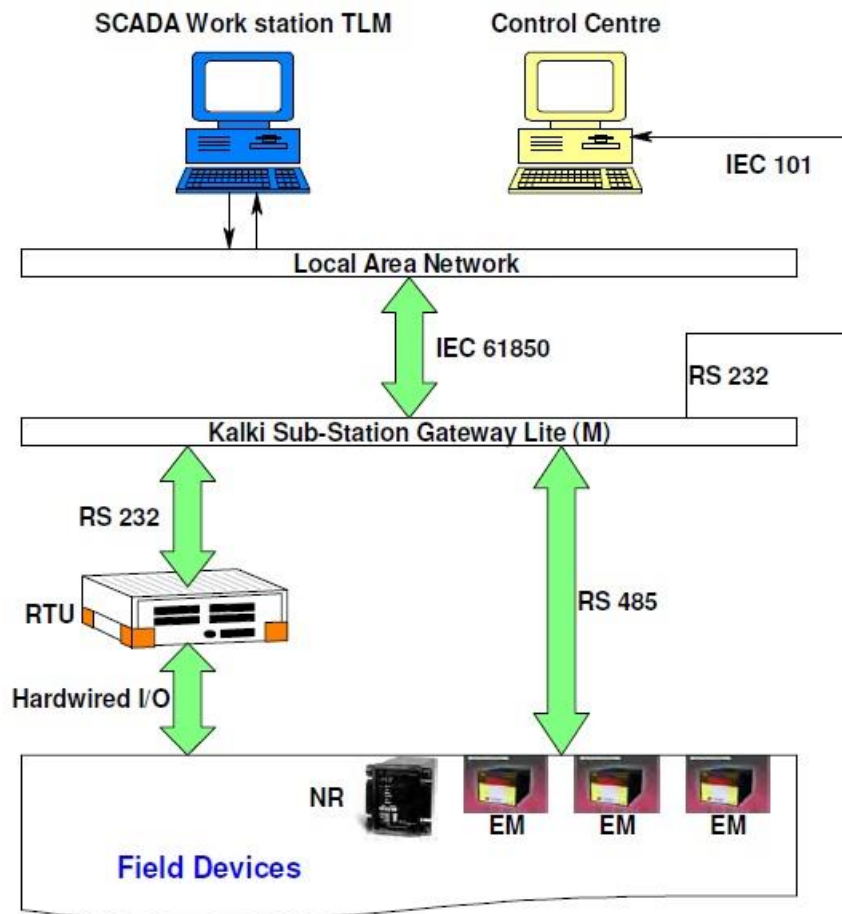 SCADA Work station TLM
Control Centre
IEC 101
Local Area Network
IEC 61850
RS 232
Kalki Sub-Station Gateway Lite (M)
RS 232
RS 485
RTU
Hardwired I/O
NR
EM
EM
EM
Field Devices